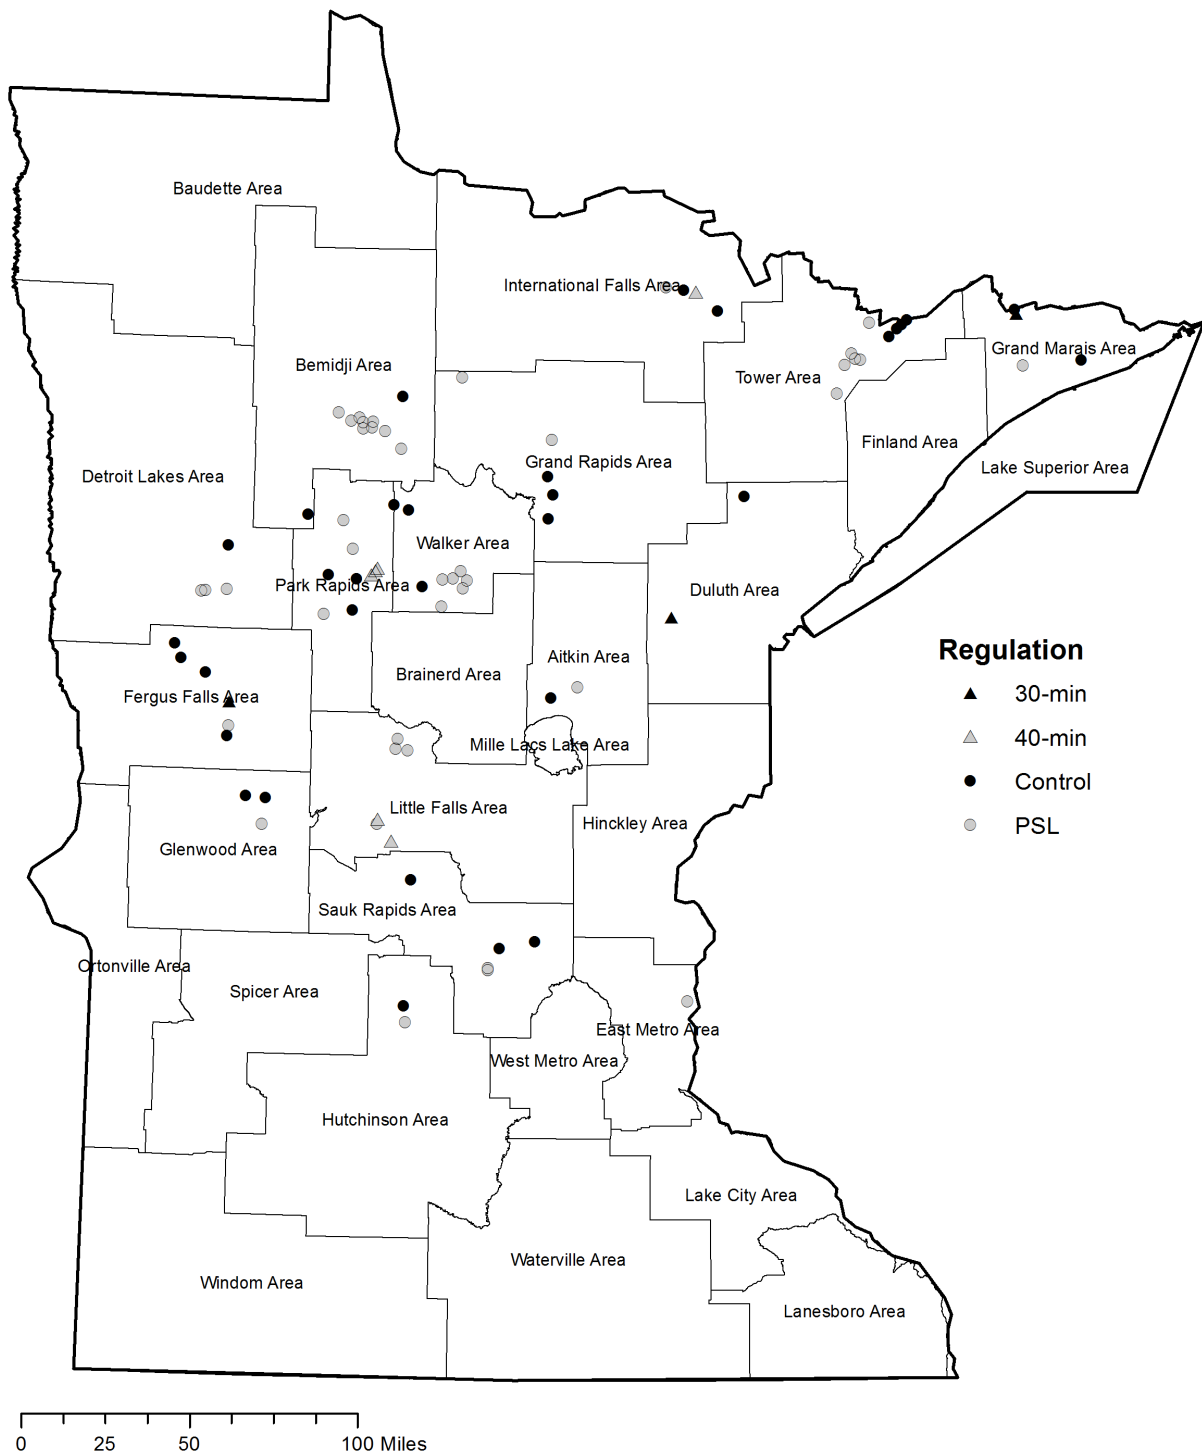 Baudette Area
International Falls Area
Grand Marais Area
Bemidji Area
Tower Area
Finland Area
Grand Rapids Area
Lake Superior Area
Detroit Lakes Area
Walker Area
Park Rapids Area
Duluth Area
Aitkin Area
Brainerd Area
Fergus Falls Area
Mille Lacs Lake Area
Little Falls Area
Hinckley Area
Glenwood Area
Sauk Rapids Area
Ortonville Area
Spicer Area
East Metro Area
West Metro Area
Hutchinson Area
Lake City Area
Waterville Area
Windom Area
Lanesboro Area
Regulation
30-min
40-min
Control
PSL
0 25 50 100 Miles